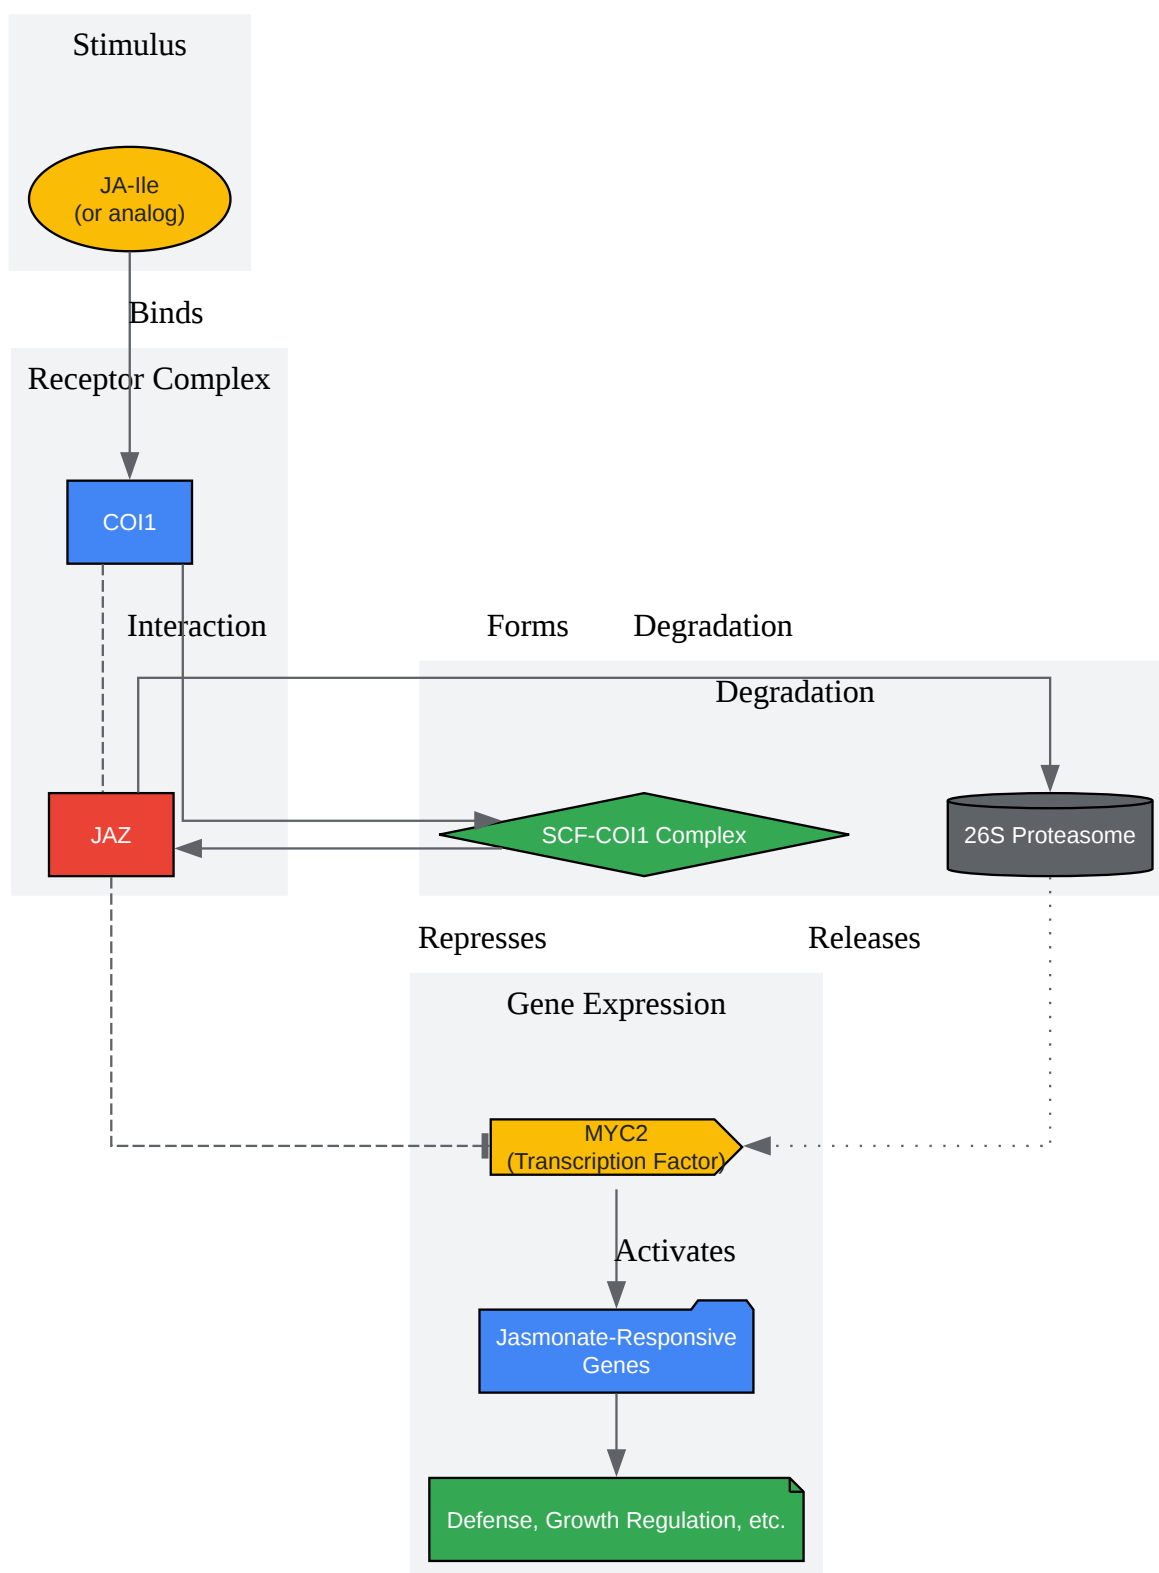 Stimulus
JA-Ile
(or analog)
Binds
Receptor Complex
COI1
Interaction
Forms
Degradation
Degradation
JAZ
SCF-COI1 Complex
26S Proteasome
Represses
Releases
Gene Expression
MYC2
(Transcription Factor)
Activates
Jasmonate-Responsive
Genes
Defense, Growth Regulation, etc.